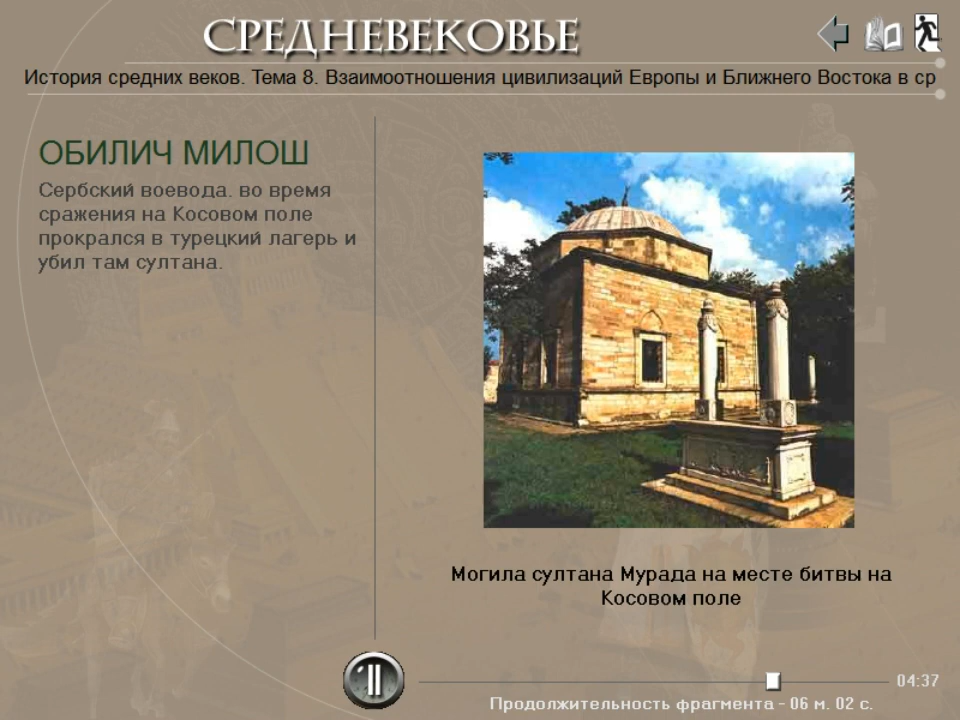 СРЕДНЕВЕКОВЬЕ
История средних веков. Тема 8. Взаимоотношения цивилизаций Европы и Ближнего Востока в ср
ОБИЛИЧ МИЛОШ
Сербский воевода. во время
сражения на Косовом поле
прокрался в турецкий лагерь и
убил там султана.
Могила султана Мурада на месте битвы на
Косовом поле
04:37
Продолжительность фрагмента - 06 м. 02 с.